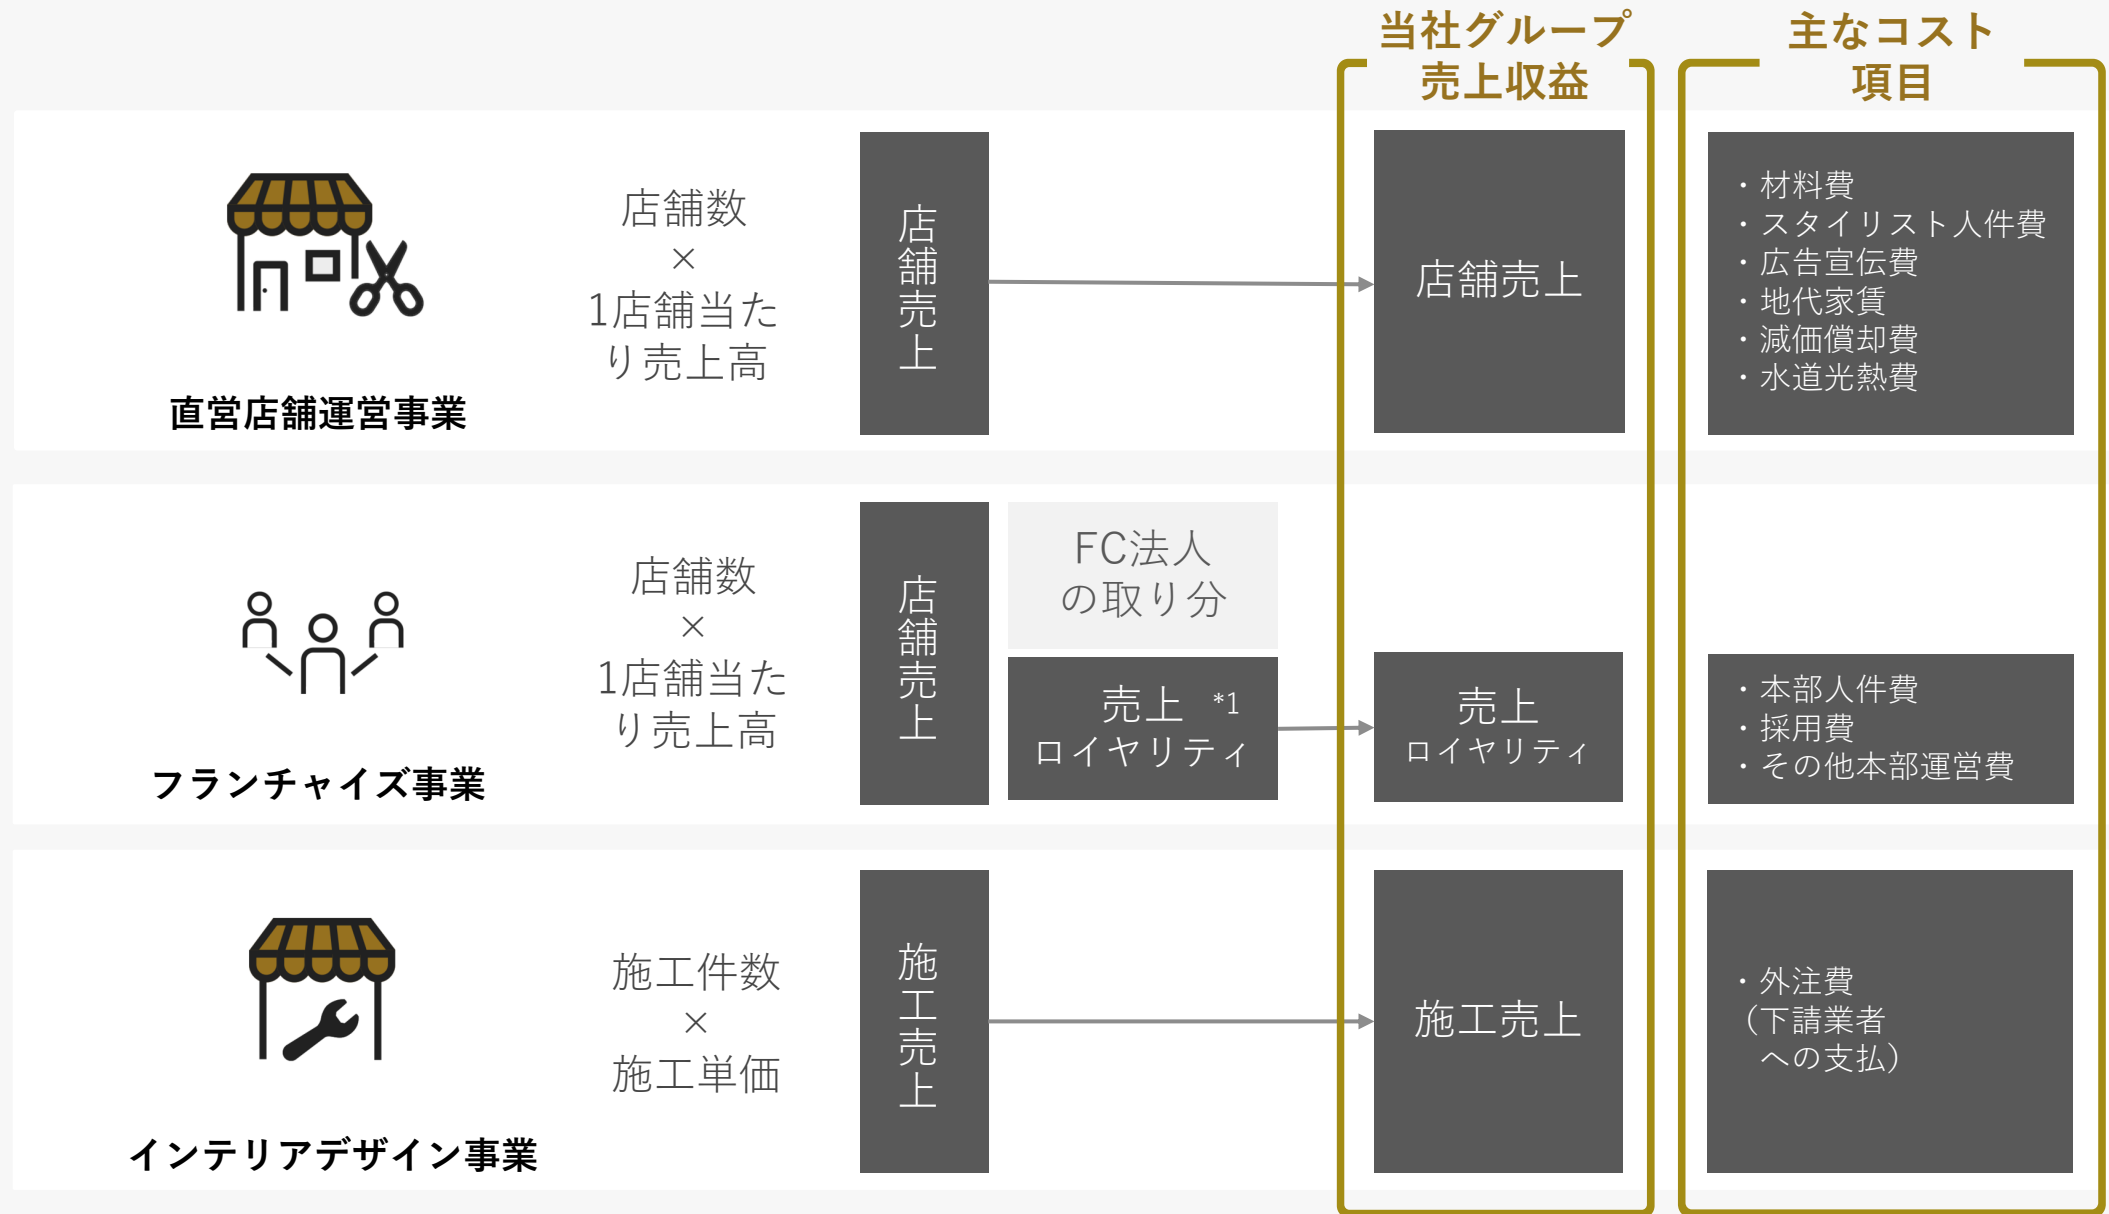 当社グループ
売上収益
主なコスト
項目
直営店舗運営事業
店舗数
×
1店舗当た
り売上高
店舗売上
店舗売上
・材料費
・スタイリスト人件費
・広告宣伝費
・地代家賃
・減価償却費
・水道光熱費
フランチャイズ事業
店舗数
×
1店舗当た
り売上高
店舗売上
FC法人
の取り分
売上 *1
ロイヤリティ
売上
ロイヤリティ
・本部人件費
・採用費
・その他本部運営費
インテリアデザイン事業
施工件数
×
施工単価
施工売上
施工売上
・外注費
（下請業者
への支払）